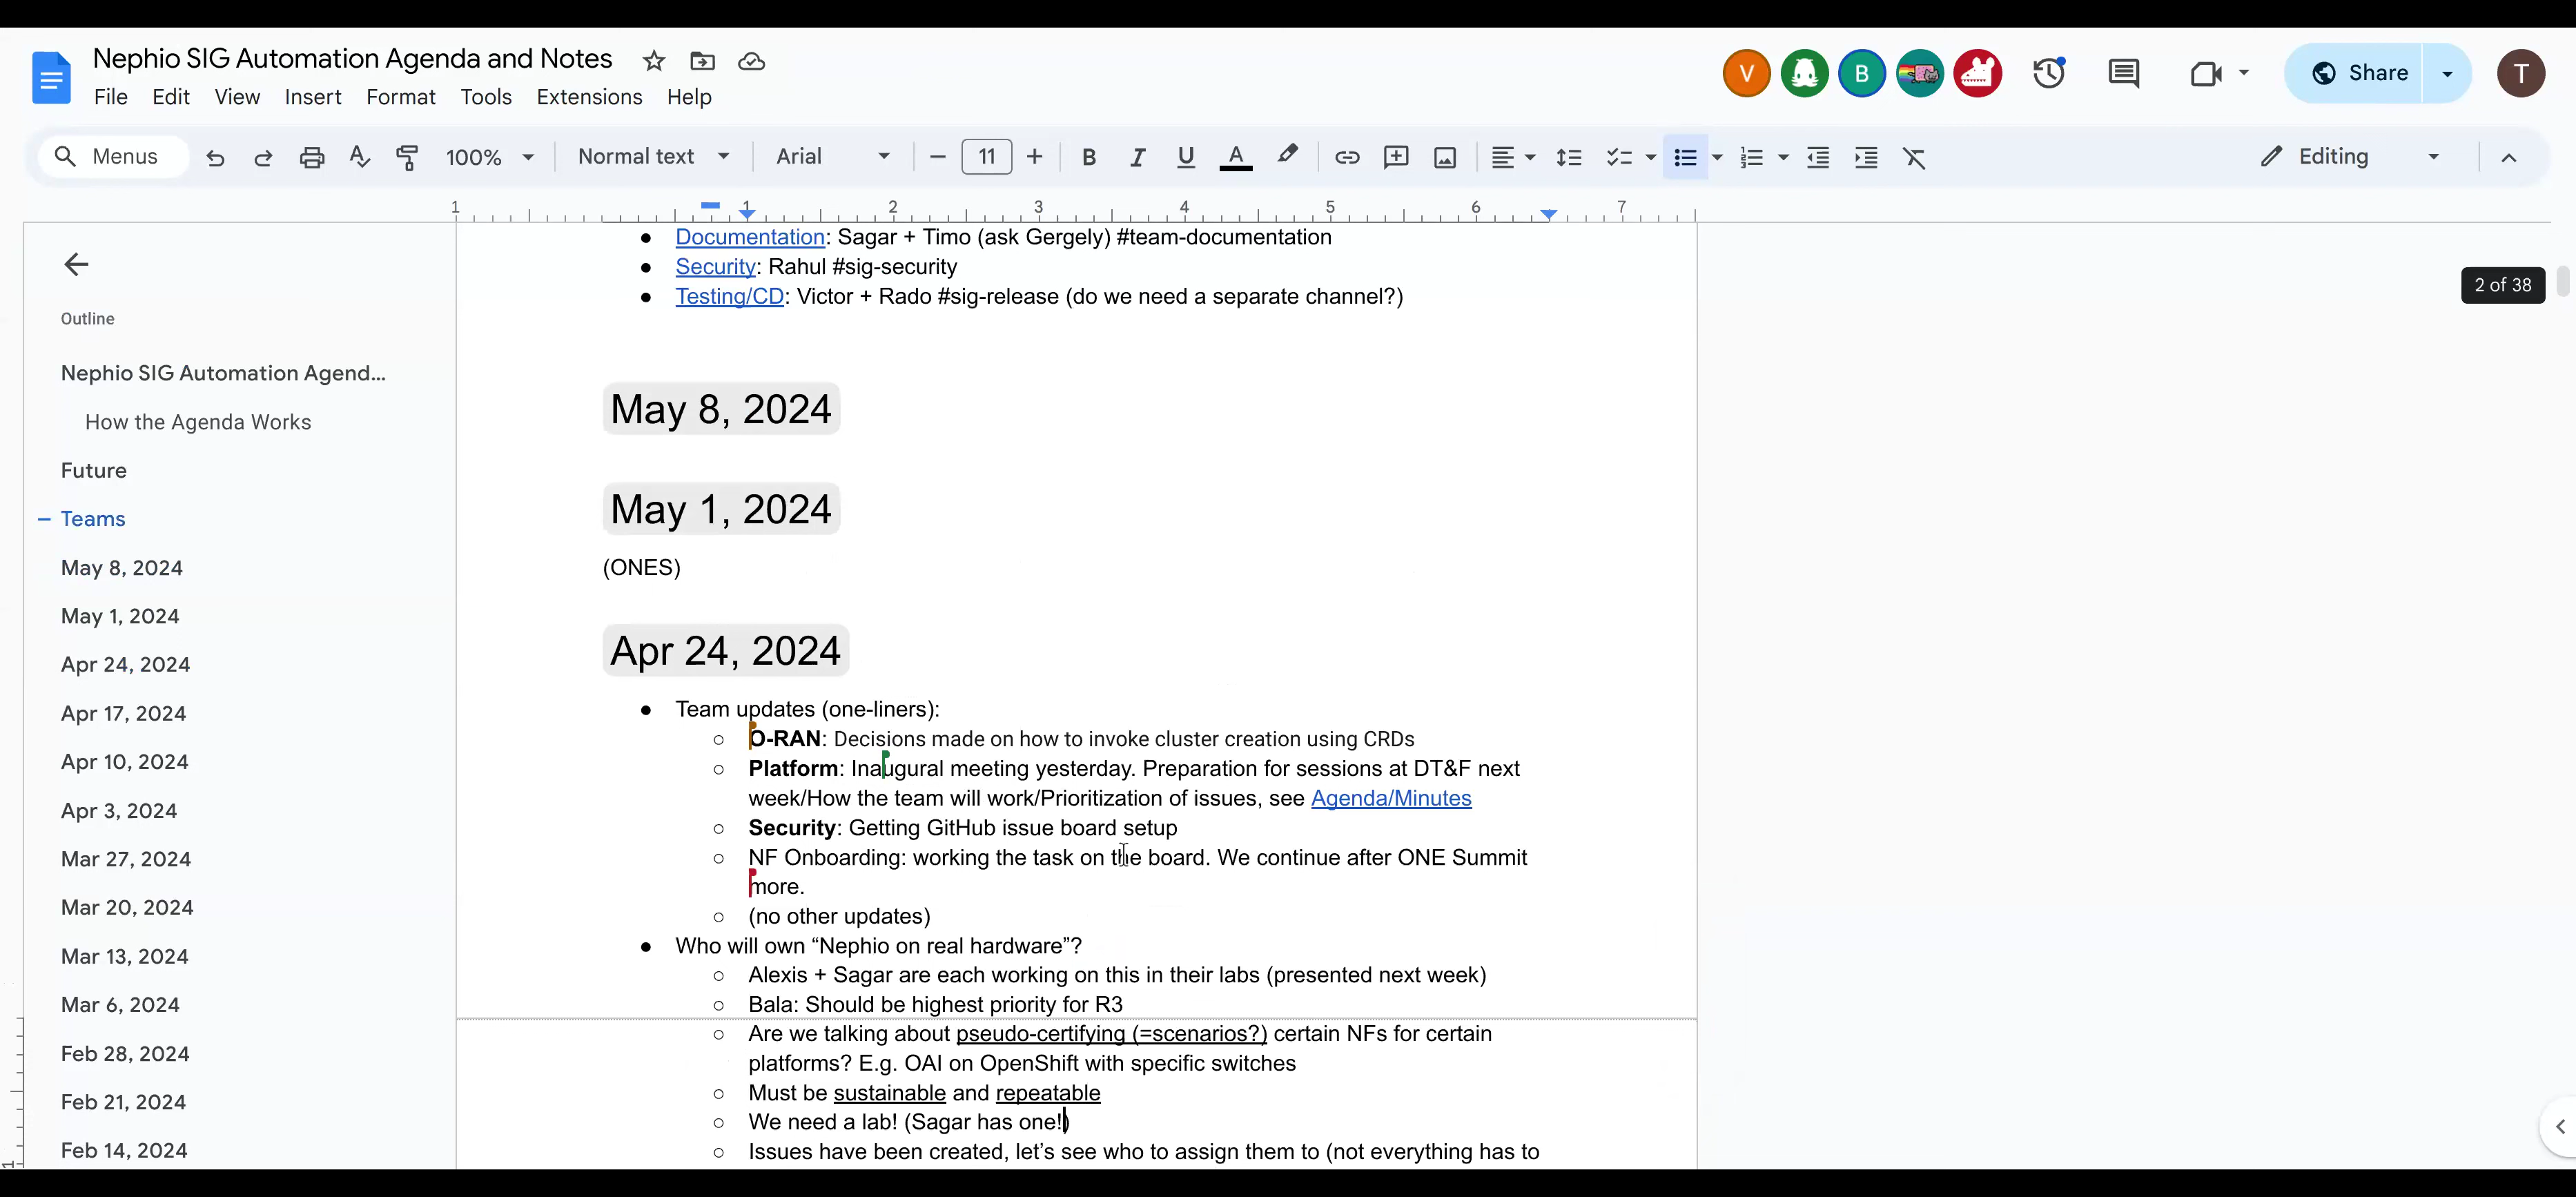 Nephio SIG Automation Agenda and Notes
File Edit View Insert Format Tools Extensions Help
V B Share T
Menus 100% Normal text Arial 11 B I U A Editing
1 1 2 3 4 5 6 7
Outline
Nephio SIG Automation Agend...
How the Agenda Works
Future
Teams
May 8, 2024
May 1, 2024
Apr 24, 2024
Apr 17, 2024
Apr 10, 2024
Apr 3, 2024
Mar 27, 2024
Mar 20, 2024
Mar 13, 2024
Mar 6, 2024
Feb 28, 2024
Feb 21, 2024
Feb 14, 2024
Documentation: Sagar + Timo (ask Gergely) #team-documentation
Security: Rahul #sig-security
Testing/CD: Victor + Rado #sig-release (do we need a separate channel?)
2 of 38
May 8, 2024
May 1, 2024
(ONES)
Apr 24, 2024
Team updates (one-liners):
O-RAN: Decisions made on how to invoke cluster creation using CRDs
Platform: Inaugural meeting yesterday. Preparation for sessions at DT&F next
week/How the team will work/Prioritization of issues, see Agenda/Minutes
Security: Getting GitHub issue board setup
NF Onboarding: working the task on the board. We continue after ONE Summit
more.
(no other updates)
Who will own “Nephio on real hardware”?
Alexis + Sagar are each working on this in their labs (presented next week)
Bala: Should be highest priority for R3
Are we talking about pseudo-certifying (=scenarios?) certain NFs for certain
platforms? E.g. OAI on OpenShift with specific switches
Must be sustainable and repeatable
We need a lab! (Sagar has one!)
Issues have been created, let’s see who to assign them to (not everything has to